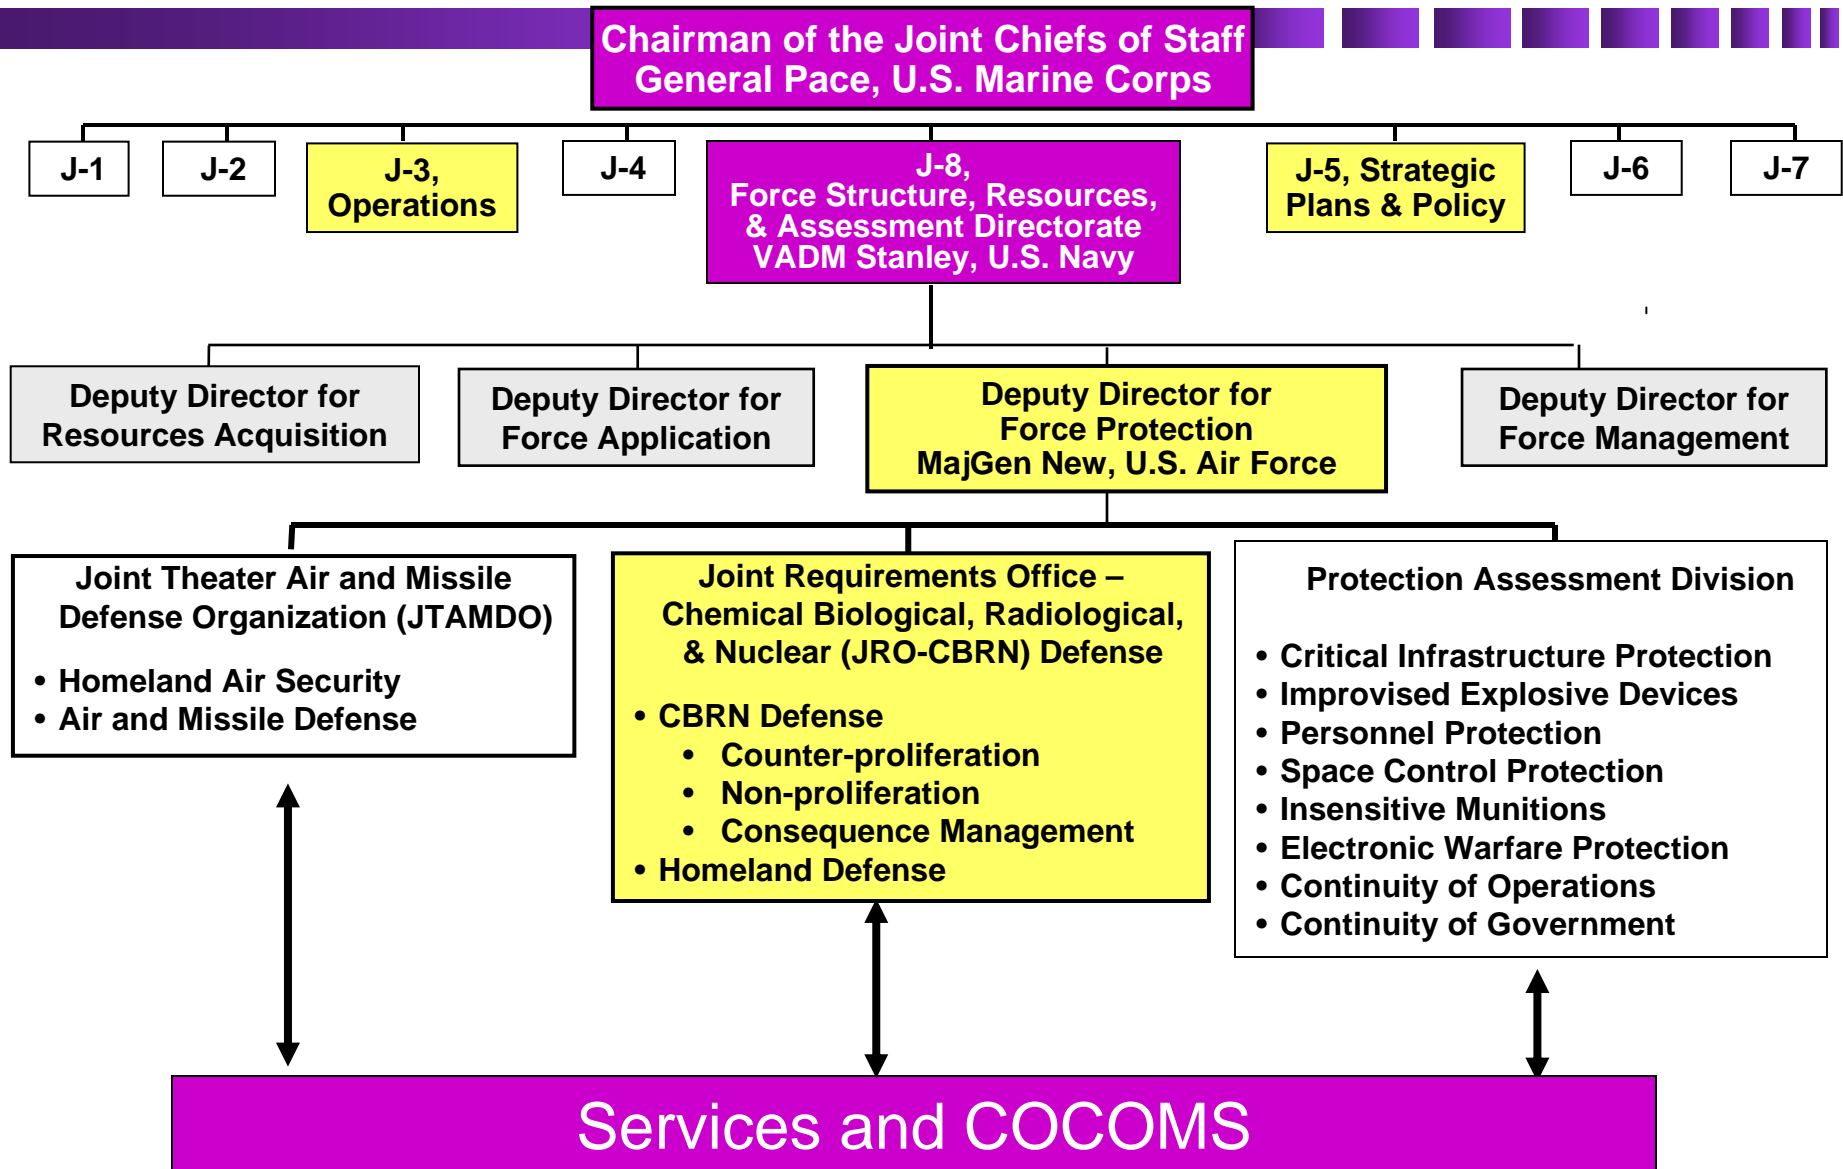 Chairman of the Joint Chiefs of Staff
General Pace, U.S. Marine Corps
J-1
J-2
J-3,
Operations
J-4
J-8,
Force Structure, Resources,
& Assessment Directorate
VADM Stanley, U.S. Navy
J-5, Strategic
Plans & Policy
J-6
J-7
Deputy Director for
Resources Acquisition
Deputy Director for
Force Application
Deputy Director for
Force Protection
MajGen New, U.S. Air Force
Deputy Director for
Force Management
Joint Theater Air and Missile
Defense Organization (JTAMDO)
• Homeland Air Security
• Air and Missile Defense
Joint Requirements Office –
Chemical Biological, Radiological,
& Nuclear (JRO-CBRN) Defense
• CBRN Defense
• Counter-proliferation
• Non-proliferation
• Consequence Management
• Homeland Defense
Protection Assessment Division
• Critical Infrastructure Protection
• Improvised Explosive Devices
• Personnel Protection
• Space Control Protection
• Insensitive Munitions
• Electronic Warfare Protection
• Continuity of Operations
• Continuity of Government
Services and COCOMS